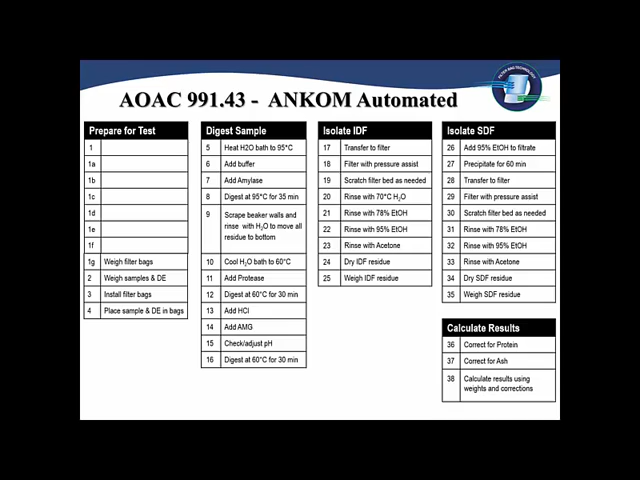 AOAC 991.43 - ANKOM Automated
FILTER BAG TECHNOLOGY
Prepare for Test
1
1a
1b
1c
1d
1e
1f
1g Weigh filter bags
2 Weigh samples & DE
3 Install filter bags
4 Place sample & DE in bags
Digest Sample
5 Heat H2O bath to 95°C
6 Add buffer
7 Add Amylase
8 Digest at 95°C for 35 min
9 Scrape beaker walls and
rinse with H₂O to move all
residue to bottom
10 Cool H₂O bath to 60°C
11 Add Protease
12 Digest at 60°C for 30 min
13 Add HCl
14 Add AMG
15 Check/adjust pH
16 Digest at 60°C for 30 min
Isolate IDF
17 Transfer to filter
18 Filter with pressure assist
19 Scratch filter bed as needed
20 Rinse with 70°C H₂O
21 Rinse with 78% EtOH
22 Rinse with 95% EtOH
23 Rinse with Acetone
24 Dry IDF residue
25 Weigh IDF residue
Isolate SDF
26 Add 95% EtOH to filtrate
27 Precipitate for 60 min
28 Transfer to filter
29 Filter with pressure assist
30 Scratch filter bed as needed
31 Rinse with 78% EtOH
32 Rinse with 95% EtOH
33 Rinse with Acetone
34 Dry SDF residue
35 Weigh SDF residue
Calculate Results
36 Correct for Protein
37 Correct for Ash
38 Calculate results using
weights and corrections